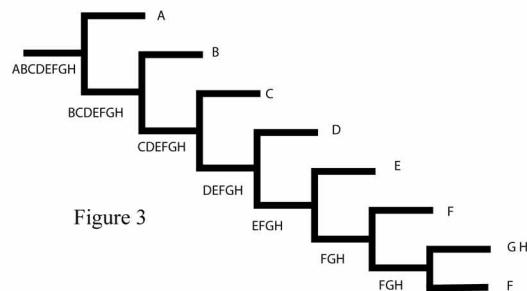 A
B
ABCDEFGH
C
BCDEFGH
D
CDEFGH
E
DEFGH
F
Figure 3
EFGH
G H
FGH
FGH
F